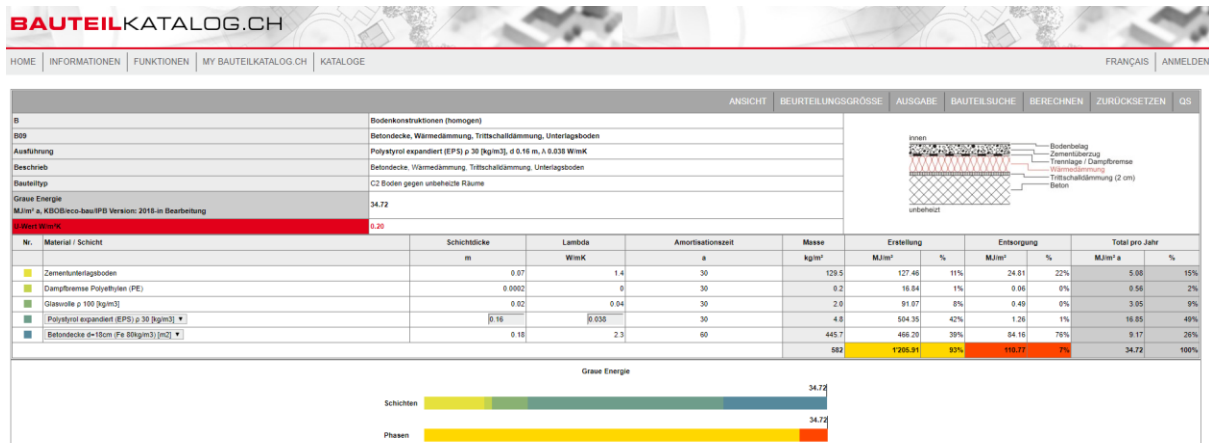 BAUTEILKATALOG.CH
HOME INFORMATIONEN FUNKTIONEN MY BAUTEILKATALOG.CH KATALOGE FRANÇAIS ANMELDEN
ANSICHT BEURTEILUNGSGRÖSSE AUSGABE BAUTEILSUCHE BERECHNEN ZURÜCKSETZEN QS
B Bodenkonstruktionen (homogen)
B09 Betondecke, Wärmedämmung, Trittschalldämmung, Unterlagsboden
Ausführung Polystyrol expandiert (EPS) ρ 30 [kg/m3], d 0.16 m, λ 0.038 W/mK
Beschrieb Betondecke, Wärmedämmung, Trittschalldämmung, Unterlagsboden
Bauteiltyp C2 Boden gegen unbeheizte Räume
Graue Energie
MJ/m² a, KBOB/eco-bau/IPB Version: 2016-in Bearbeitung 34.72
U-Wert W/m²K 0.20
innen
Bodenbelag
Zementüberzug
Trennlage / Dampfbremse
Wärmedämmung
Trittschalldämmung (2 cm)
Beton
unbeheizt
Nr. Material / Schicht Schichtdicke Lambda Amortisationszeit Masse Erstellung Entsorgung Total pro Jahr
m W/mK a kg/m² MJ/m² % MJ/m² % MJ/m² a %
Zementunterlagsboden 0.07 1.4 30 129.5 127.46 11% 24.81 22% 5.08 15%
Dampfbremse Polyethylen (PE) 0.0002 0 30 0.2 16.84 1% 0.06 0% 0.56 2%
Glaswolle ρ 100 [kg/m3] 0.02 0.04 30 2.0 91.07 8% 0.49 0% 3.05 9%
Polystyrol expandiert (EPS) ρ 30 [kg/m3] 0.16 0.038 30 4.8 504.35 42% 1.26 1% 16.85 49%
Betondecke d=18cm (Fe 80kg/m3) [m2] 0.18 2.3 60 445.7 466.20 39% 84.16 76% 9.17 26%
582 1'205.91 93% 110.77 7% 34.72 100%
Graue Energie
34.72
Schichten
34.72
Phasen